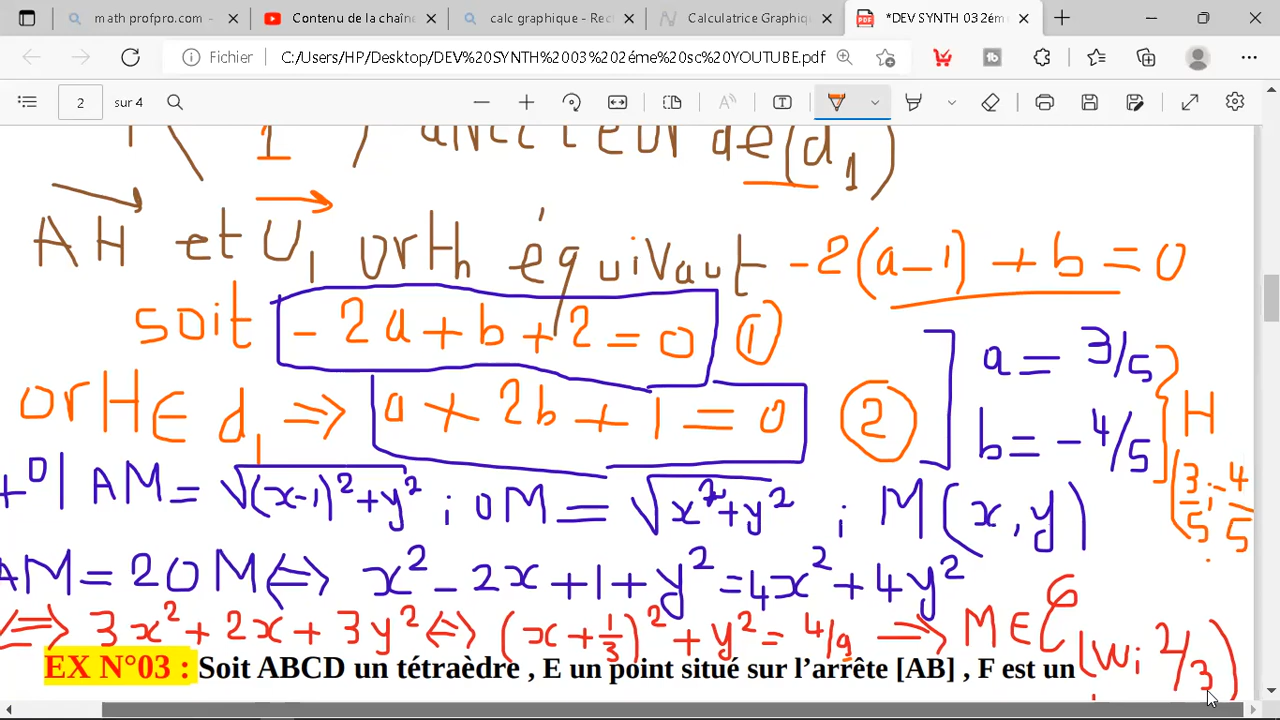 math profpro.com -
Contenu de la chaîne
calc graphique - Rec
Calculatrice Graphiqu
*DEV SYNTH 03 2ém
Fichier
C:/Users/HP/Desktop/DEV%20SYNTH%2003%202éme%20sc%20YOUTUBE.pdf
2
sur 4
1 de(d₁)
AH et U₁ orth équivaut -2(a-1) + b = 0
soit -2a + b + 2 = 0 ①
or H ∈ d₁ => a + 2b + 1 = 0 ②
a = 3/5
b = -4/5
H (3/5; -4/5)
AM = √(x-1)²+y² ; OM = √x²+y² ; M(x,y)
AM = 2OM <=> x² - 2x + 1 + y² = 4x² + 4y²
<=> 3x² + 2x + 3y² <=> (x + 1/3)² + y² = 4/9 => M ∈ C
(W; 2/3)
EX N°03 : Soit ABCD un tétraèdre , E un point situé sur l'arrête [AB] , F est un